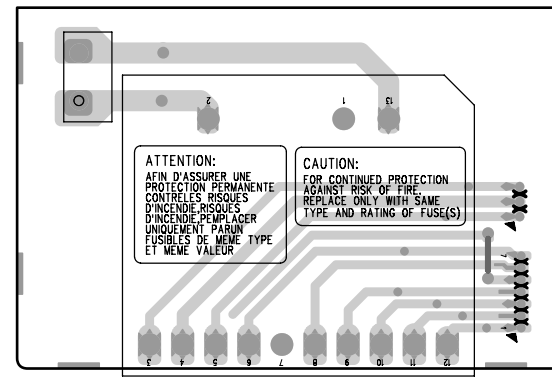 2
1
13
ATTENTION:
AFIN D'ASSURER UNE
PROTECTION PERMANENTE
CONTRELES RISQUES
D'INCENDIE,RISQUES
D'INCENDIE,PEMPLACER
UNIQUEMENT PARUN
FUSIBLES DE MEME TYPE
ET MEME VALEUR
CAUTION:
FOR CONTINUED PROTECTION
AGAINST RISK OF FIRE.
REPLACE ONLY WITH SAME
TYPE AND RATING OF FUSE(S)
3
4
5
6
7
8
9
10
11
12